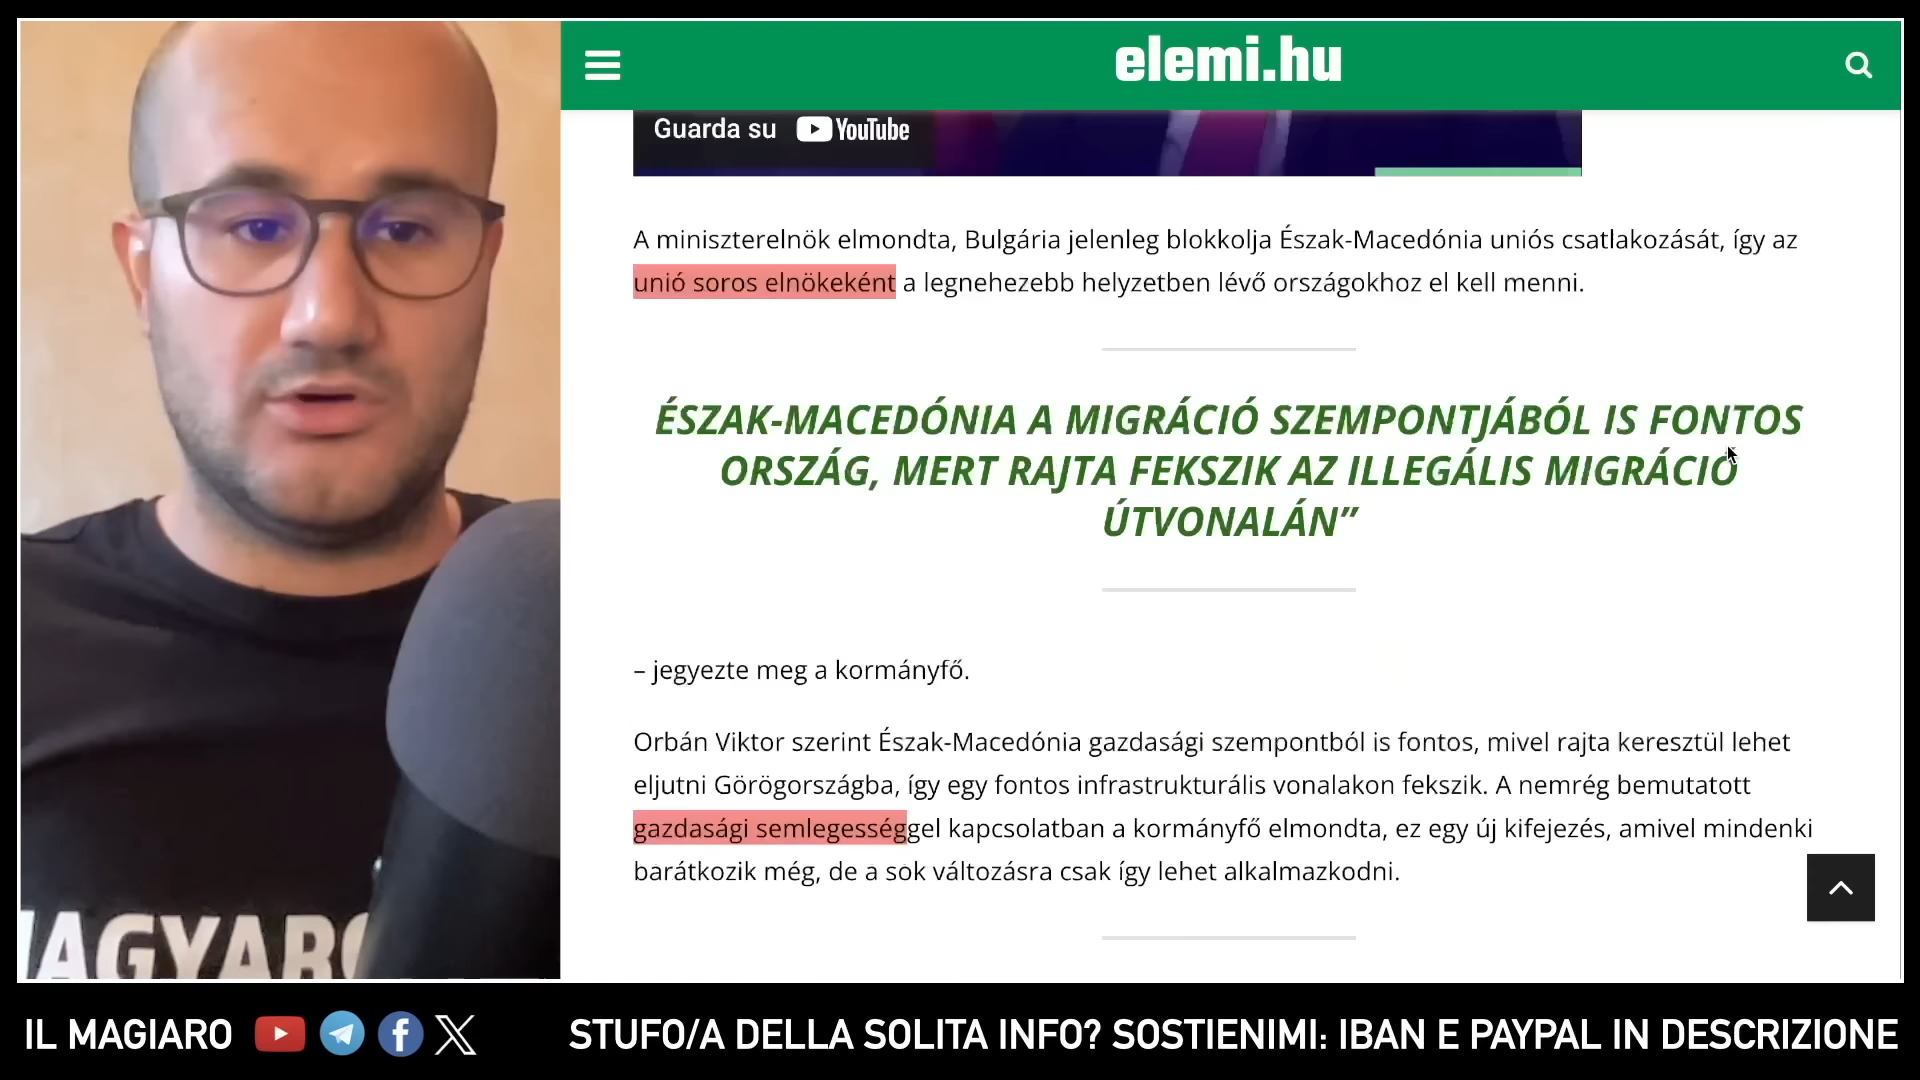 elemi.hu
Guarda su YouTube
A miniszterelnök elmondta, Bulgária jelenleg blokkolja Észak-Macedónia uniós csatlakozását, így az
unió soros elnökeként a legnehezebb helyzetben lévő országokhoz el kell menni.
ÉSZAK-MACEDÓNIA A MIGRÁCIÓ SZEMPONTJÁBÓL IS FONTOS
ORSZÁG, MERT RAJTA FEKSZIK AZ ILLEGÁLIS MIGRÁCIÓ
ÚTVONALÁN”
– jegyezte meg a kormányfő.
Orbán Viktor szerint Észak-Macedónia gazdasági szempontból is fontos, mivel rajta keresztül lehet
eljutni Görögországba, így egy fontos infrastrukturális vonalakon fekszik. A nemrég bemutatott
gazdasági semlegességgel kapcsolatban a kormányfő elmondta, ez egy új kifejezés, amivel mindenki
barátkozik még, de a sok változásra csak így lehet alkalmazkodni.
AGYAR
IL MAGIARO
STUFO/A DELLA SOLITA INFO? SOSTIENIMI: IBAN E PAYPAL IN DESCRIZIONE